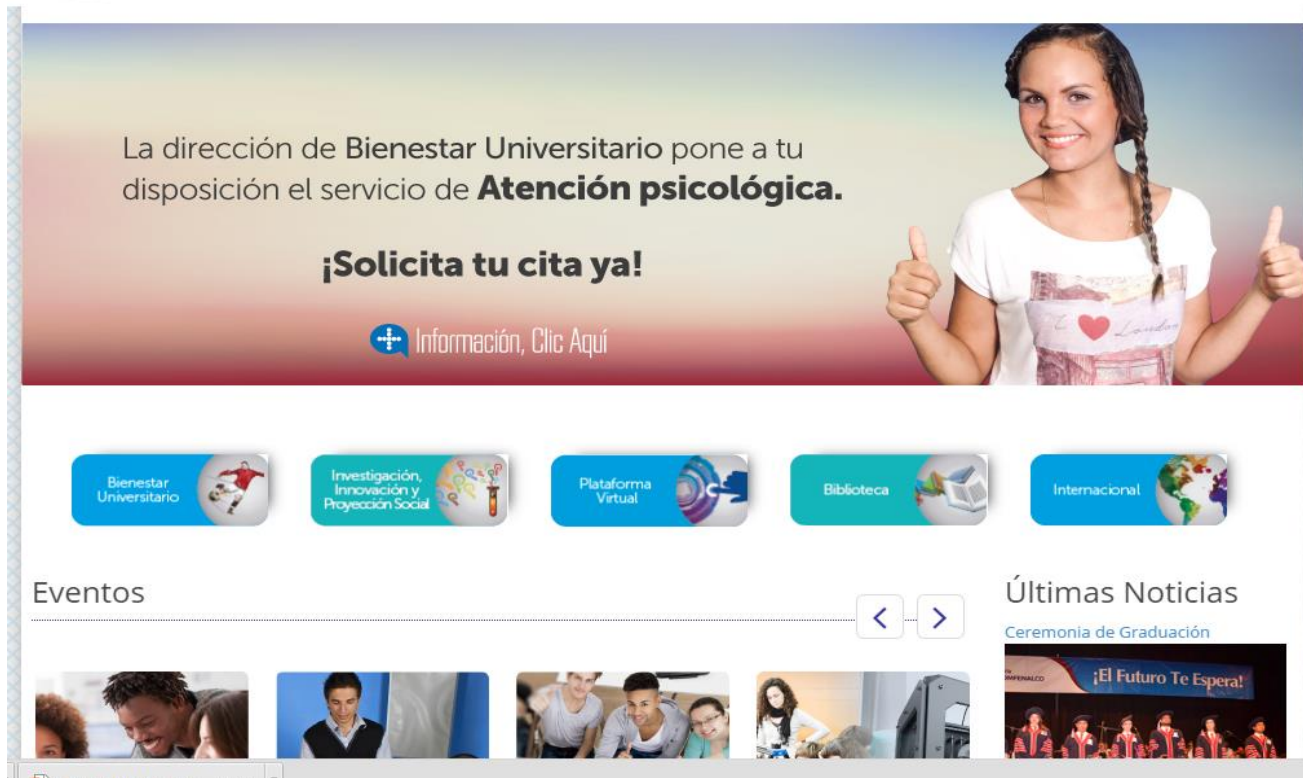 La dirección de Bienestar Universitario pone a tu
disposición el servicio de Atención psicológica.
¡Solicita tu cita ya!
Información, Clic Aquí
I ❤ London
Bienestar
Universitario
Investigación,
Innovación y
Proyección Social
Plataforma
Virtual
Biblioteca
Internacional
Eventos
Últimas Noticias
Ceremonia de Graduación
¡El Futuro Te Espera!